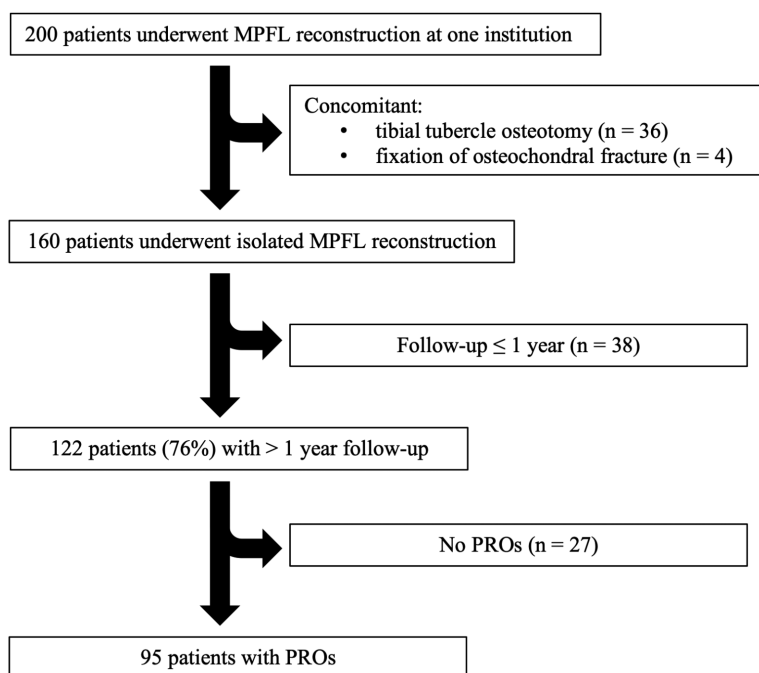 200 patients underwent MPFL reconstruction at one institution
Concomitant:
• tibial tubercle osteotomy (n = 36)
• fixation of osteochondral fracture (n = 4)
160 patients underwent isolated MPFL reconstruction
Follow-up ≤ 1 year (n = 38)
122 patients (76%) with > 1 year follow-up
No PROs (n = 27)
95 patients with PROs